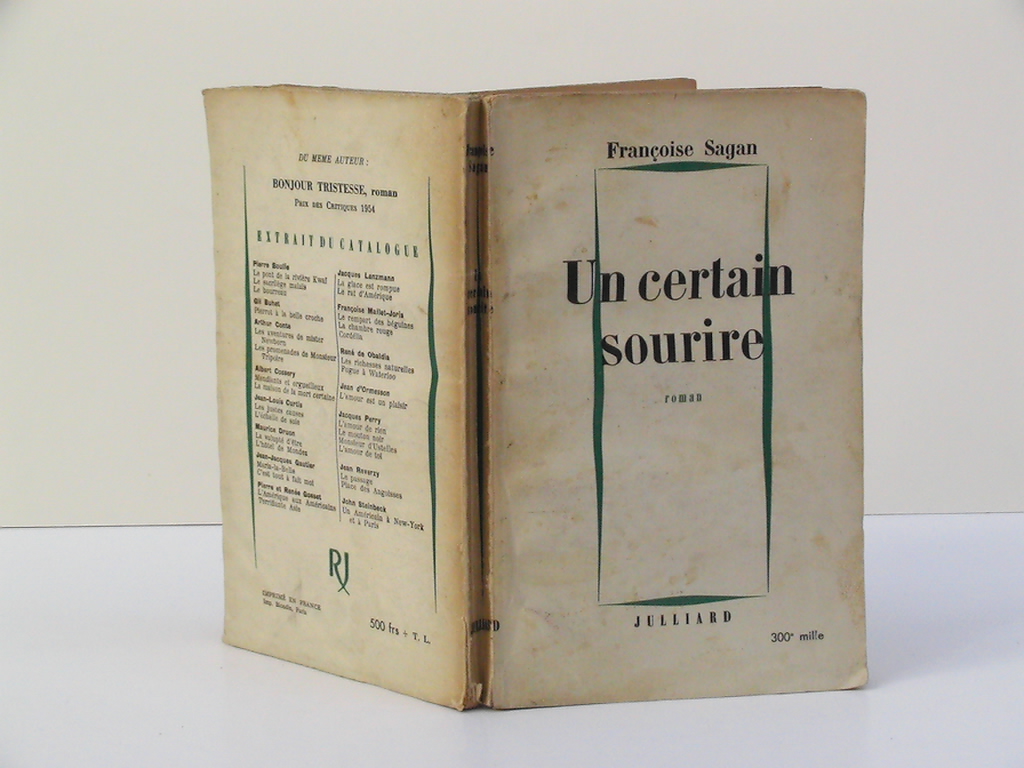 DU MEME AUTEUR :
BONJOUR TRISTESSE, roman
PRIX DES CRITIQUES 1954
EXTRAIT DU CATALOGUE
Pierre Boulle
Le pont de la rivière Kwaï
Le sacrilège malais
Le bourreau
Gil Buhet
Pierrot à la belle croche
Arthur Conte
Les aventures de mister
Newborn
Les promenades de Monsieur
Tripoire
Albert Cossery
Mendiants et orgueilleux
La maison de la mort certaine
Jean-Louis Curtis
Les justes causes
L'échelle de soie
Maurice Druon
La volupté d'être
L'hôtel de Mondez
Jean-Jacques Gautier
Maria-la-Belle
C'est tout à fait moi
Pierre et Renée Gosset
L'Amérique aux Américains
Terrifiante Asie
Jacques Lanzmann
La glace est rompue
Le rat d'Amérique
Françoise Mallet-Joris
Le rempart des béguines
La chambre rouge
Cordélia
René de Obaldia
Les richesses naturelles
Fugue à Waterloo
Jean d'Ormesson
L'amour est un plaisir
Jacques Perry
L'amour de rien
Le mouton noir
Monsieur d'Ustelles
L'amour de toi
Jean Reverzy
Le passage
Place des Angoisses
John Steinbeck
Un Américain à New-York
et à Paris
RJ
IMPRIMÉ EN FRANCE
Paris
500 frs + T. L.
Françoise Sagan
Un certain
sourire
roman
JULLIARD
300e mille